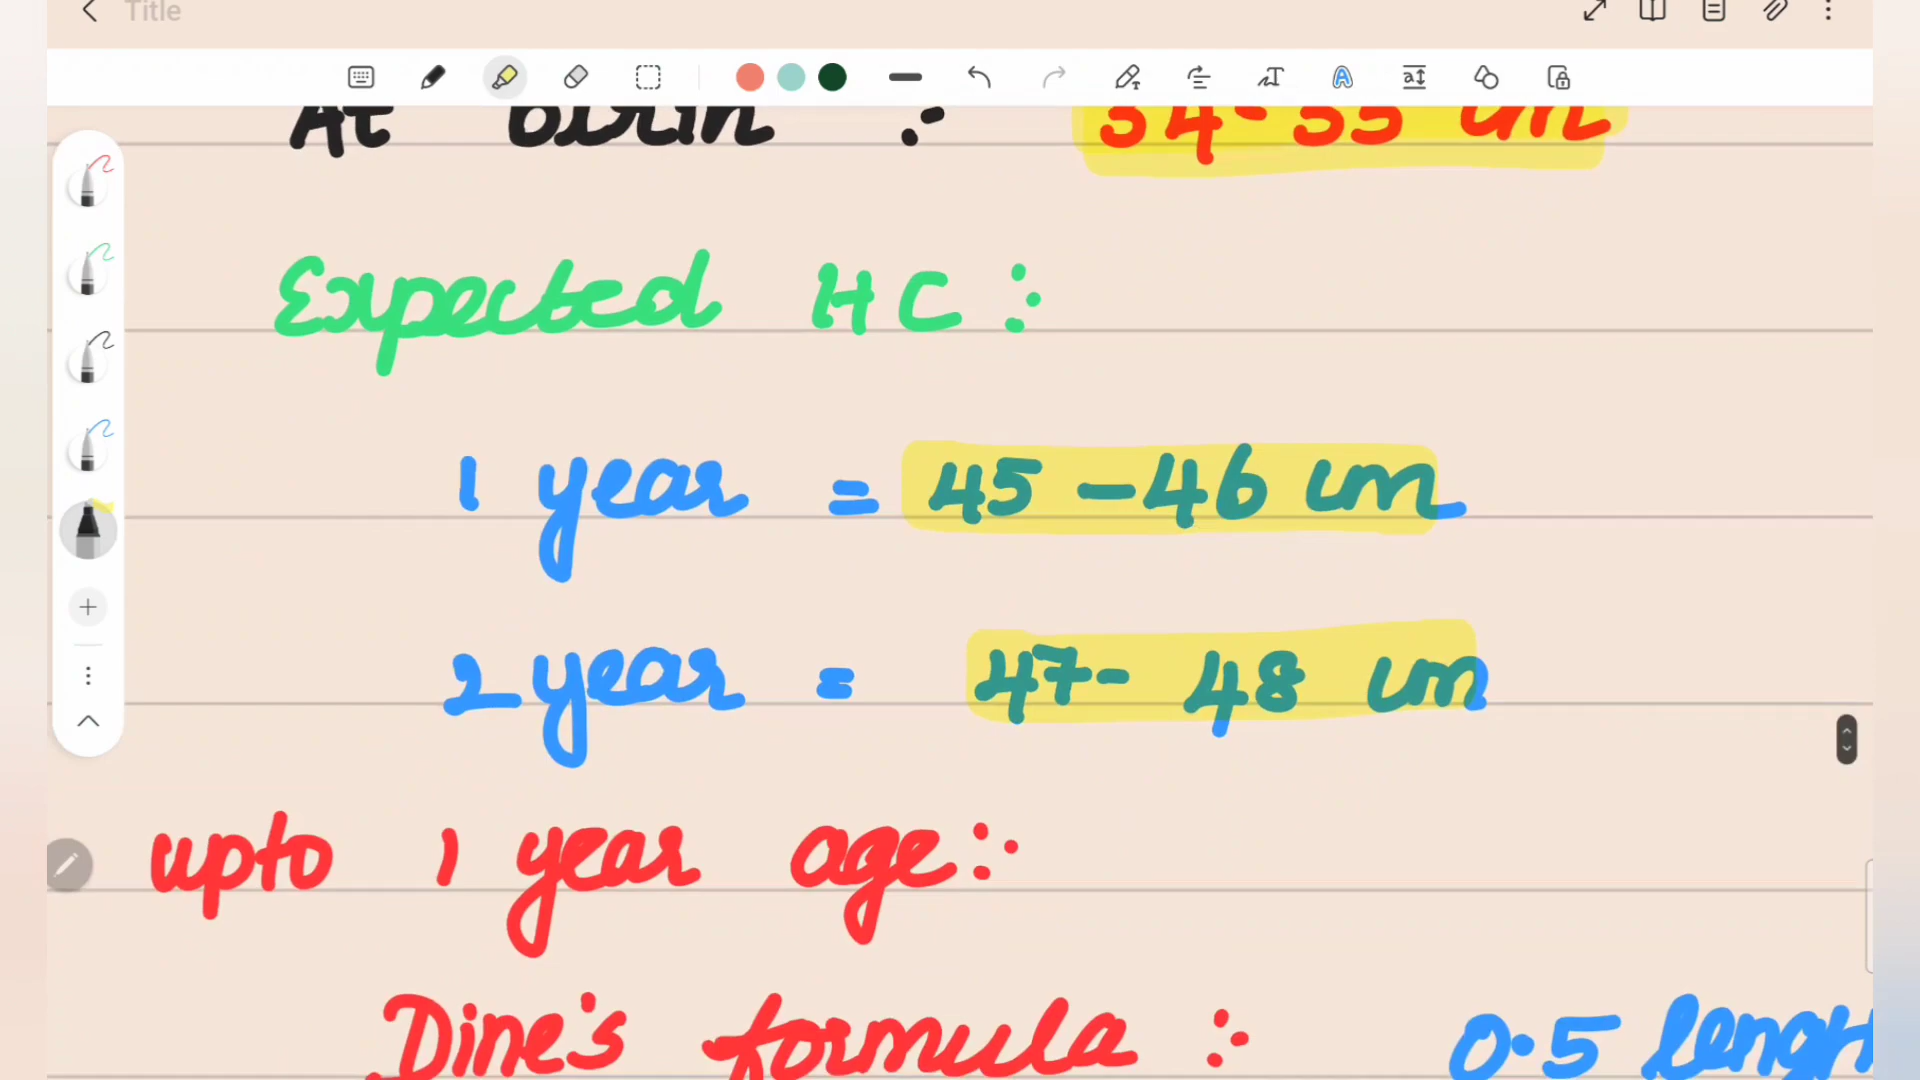 Title
At birth :- 34-35 cm
Expected HC :-
1 year = 45 - 46 cm
2 year = 47- 48 cm
upto 1 year age:-
Dine's formula :- 0.5 length